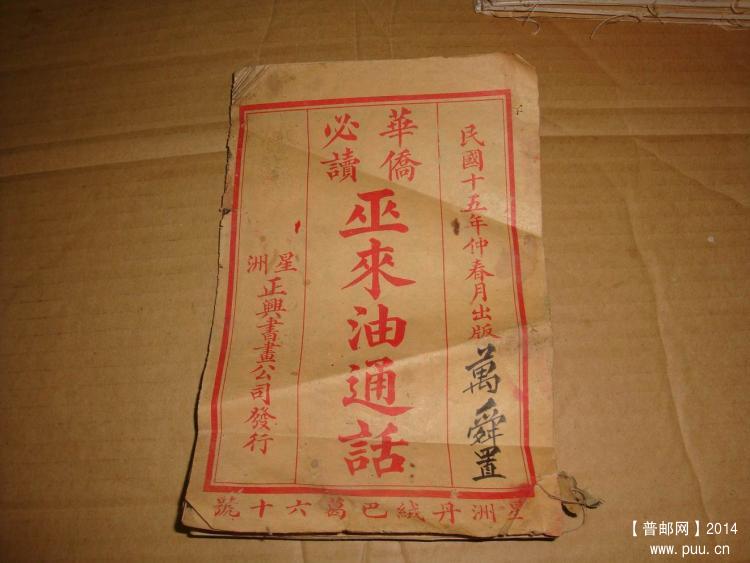 民國十五年仲春月出版
萬舜置
華僑
必讀
巫來油通話
星洲
正興書畫公司發行
星洲丹絨巴葛六十號
【普邮网】2014
www.puu.cn